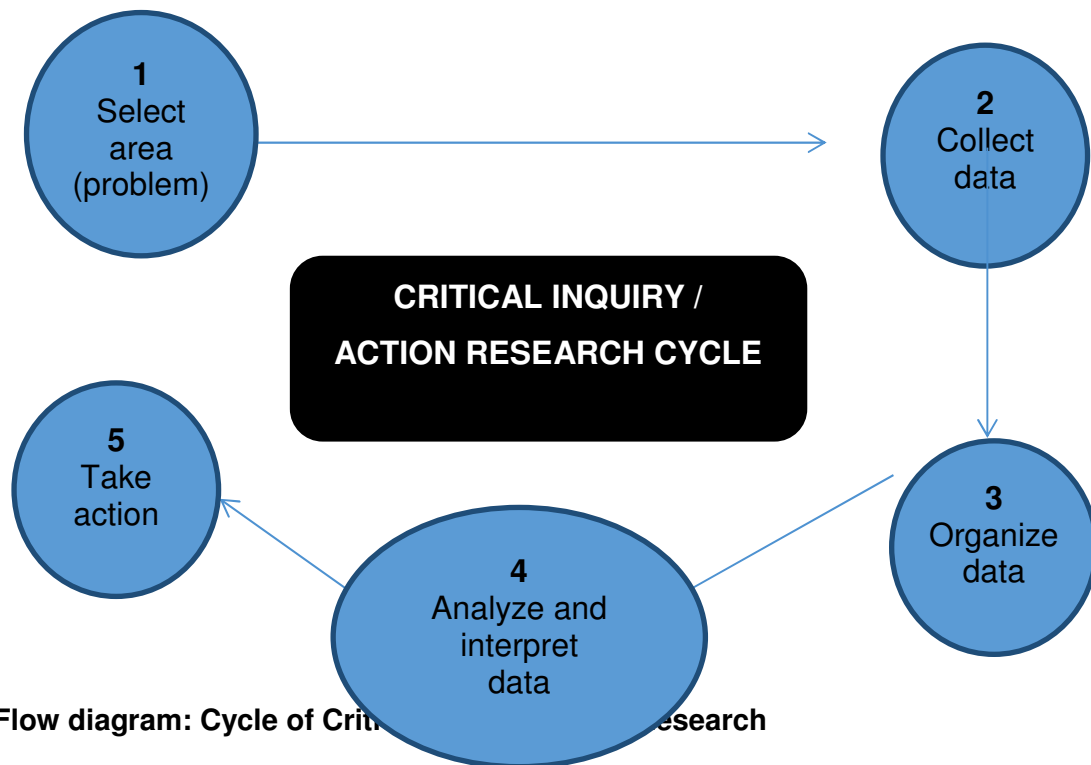 1
Select
area
(problem)
2
Collect
data
CRITICAL INQUIRY /
ACTION RESEARCH CYCLE
5
Take
action
3
Organize
data
4
Analyze and
interpret
data
Flow diagram: Cycle of Criti esearch